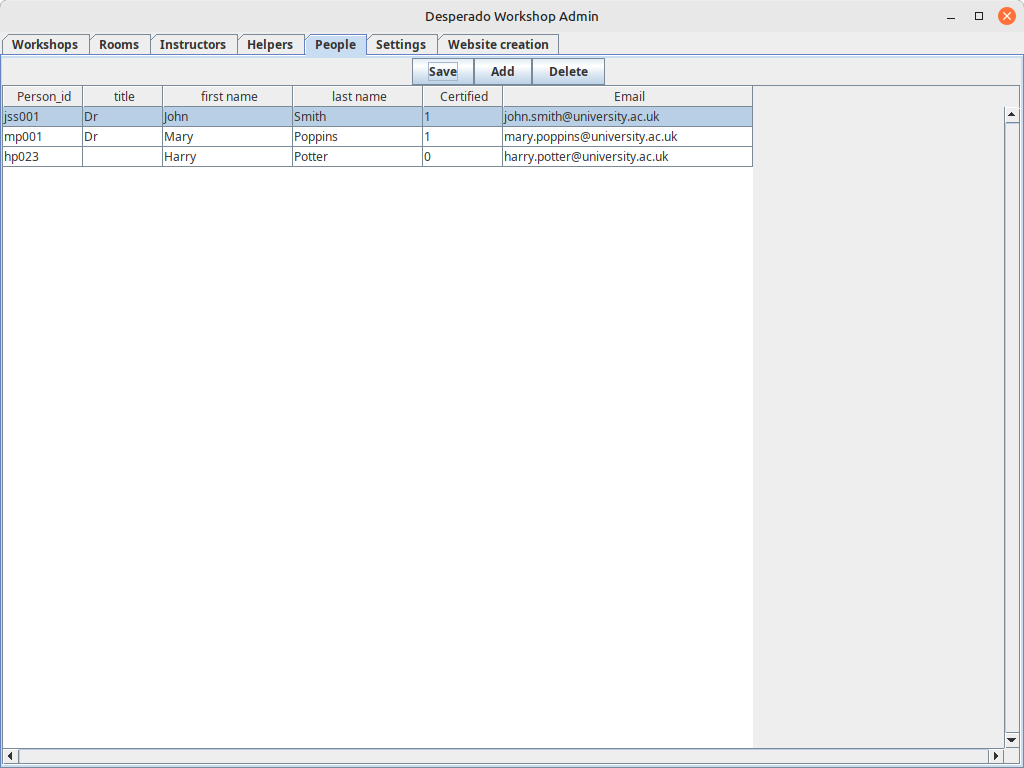 Desperado Workshop Admin
Workshops Rooms Instructors Helpers People Settings Website creation
Save Add Delete
Person_id title first name last name Certified Email
jss001 Dr John Smith 1 john.smith@university.ac.uk
mp001 Dr Mary Poppins 1 mary.poppins@university.ac.uk
hp023 Harry Potter 0 harry.potter@university.ac.uk